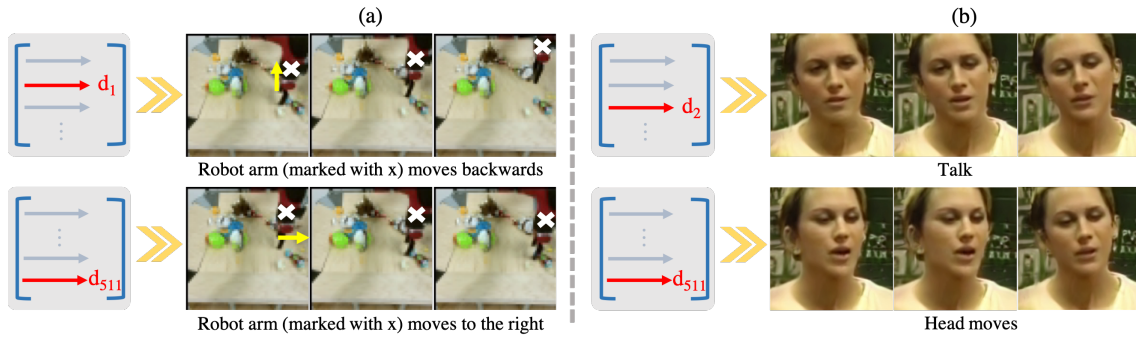 (a)
(b)
d1
d2
Robot arm (marked with x) moves backwards
Talk
d511
d511
Robot arm (marked with x) moves to the right
Head moves